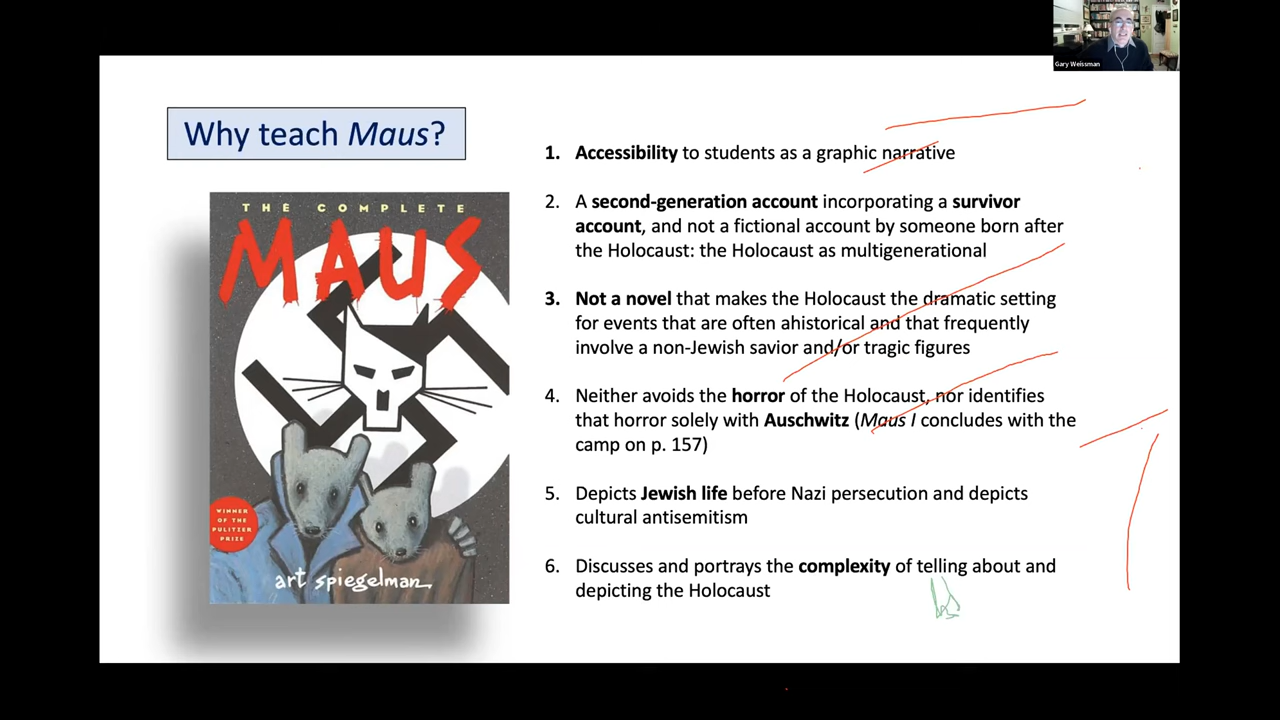 Gary Weissman
Why teach Maus?
THE COMPLETE
MAUS
WINNER
OF THE
PULITZER
PRIZE
art spiegelman
1. Accessibility to students as a graphic narrative
2. A second-generation account incorporating a survivor
account, and not a fictional account by someone born after
the Holocaust: the Holocaust as multigenerational
3. Not a novel that makes the Holocaust the dramatic setting
for events that are often ahistorical and that frequently
involve a non-Jewish savior and/or tragic figures
4. Neither avoids the horror of the Holocaust, nor identifies
that horror solely with Auschwitz (Maus I concludes with the
camp on p. 157)
5. Depicts Jewish life before Nazi persecution and depicts
cultural antisemitism
6. Discusses and portrays the complexity of telling about and
depicting the Holocaust